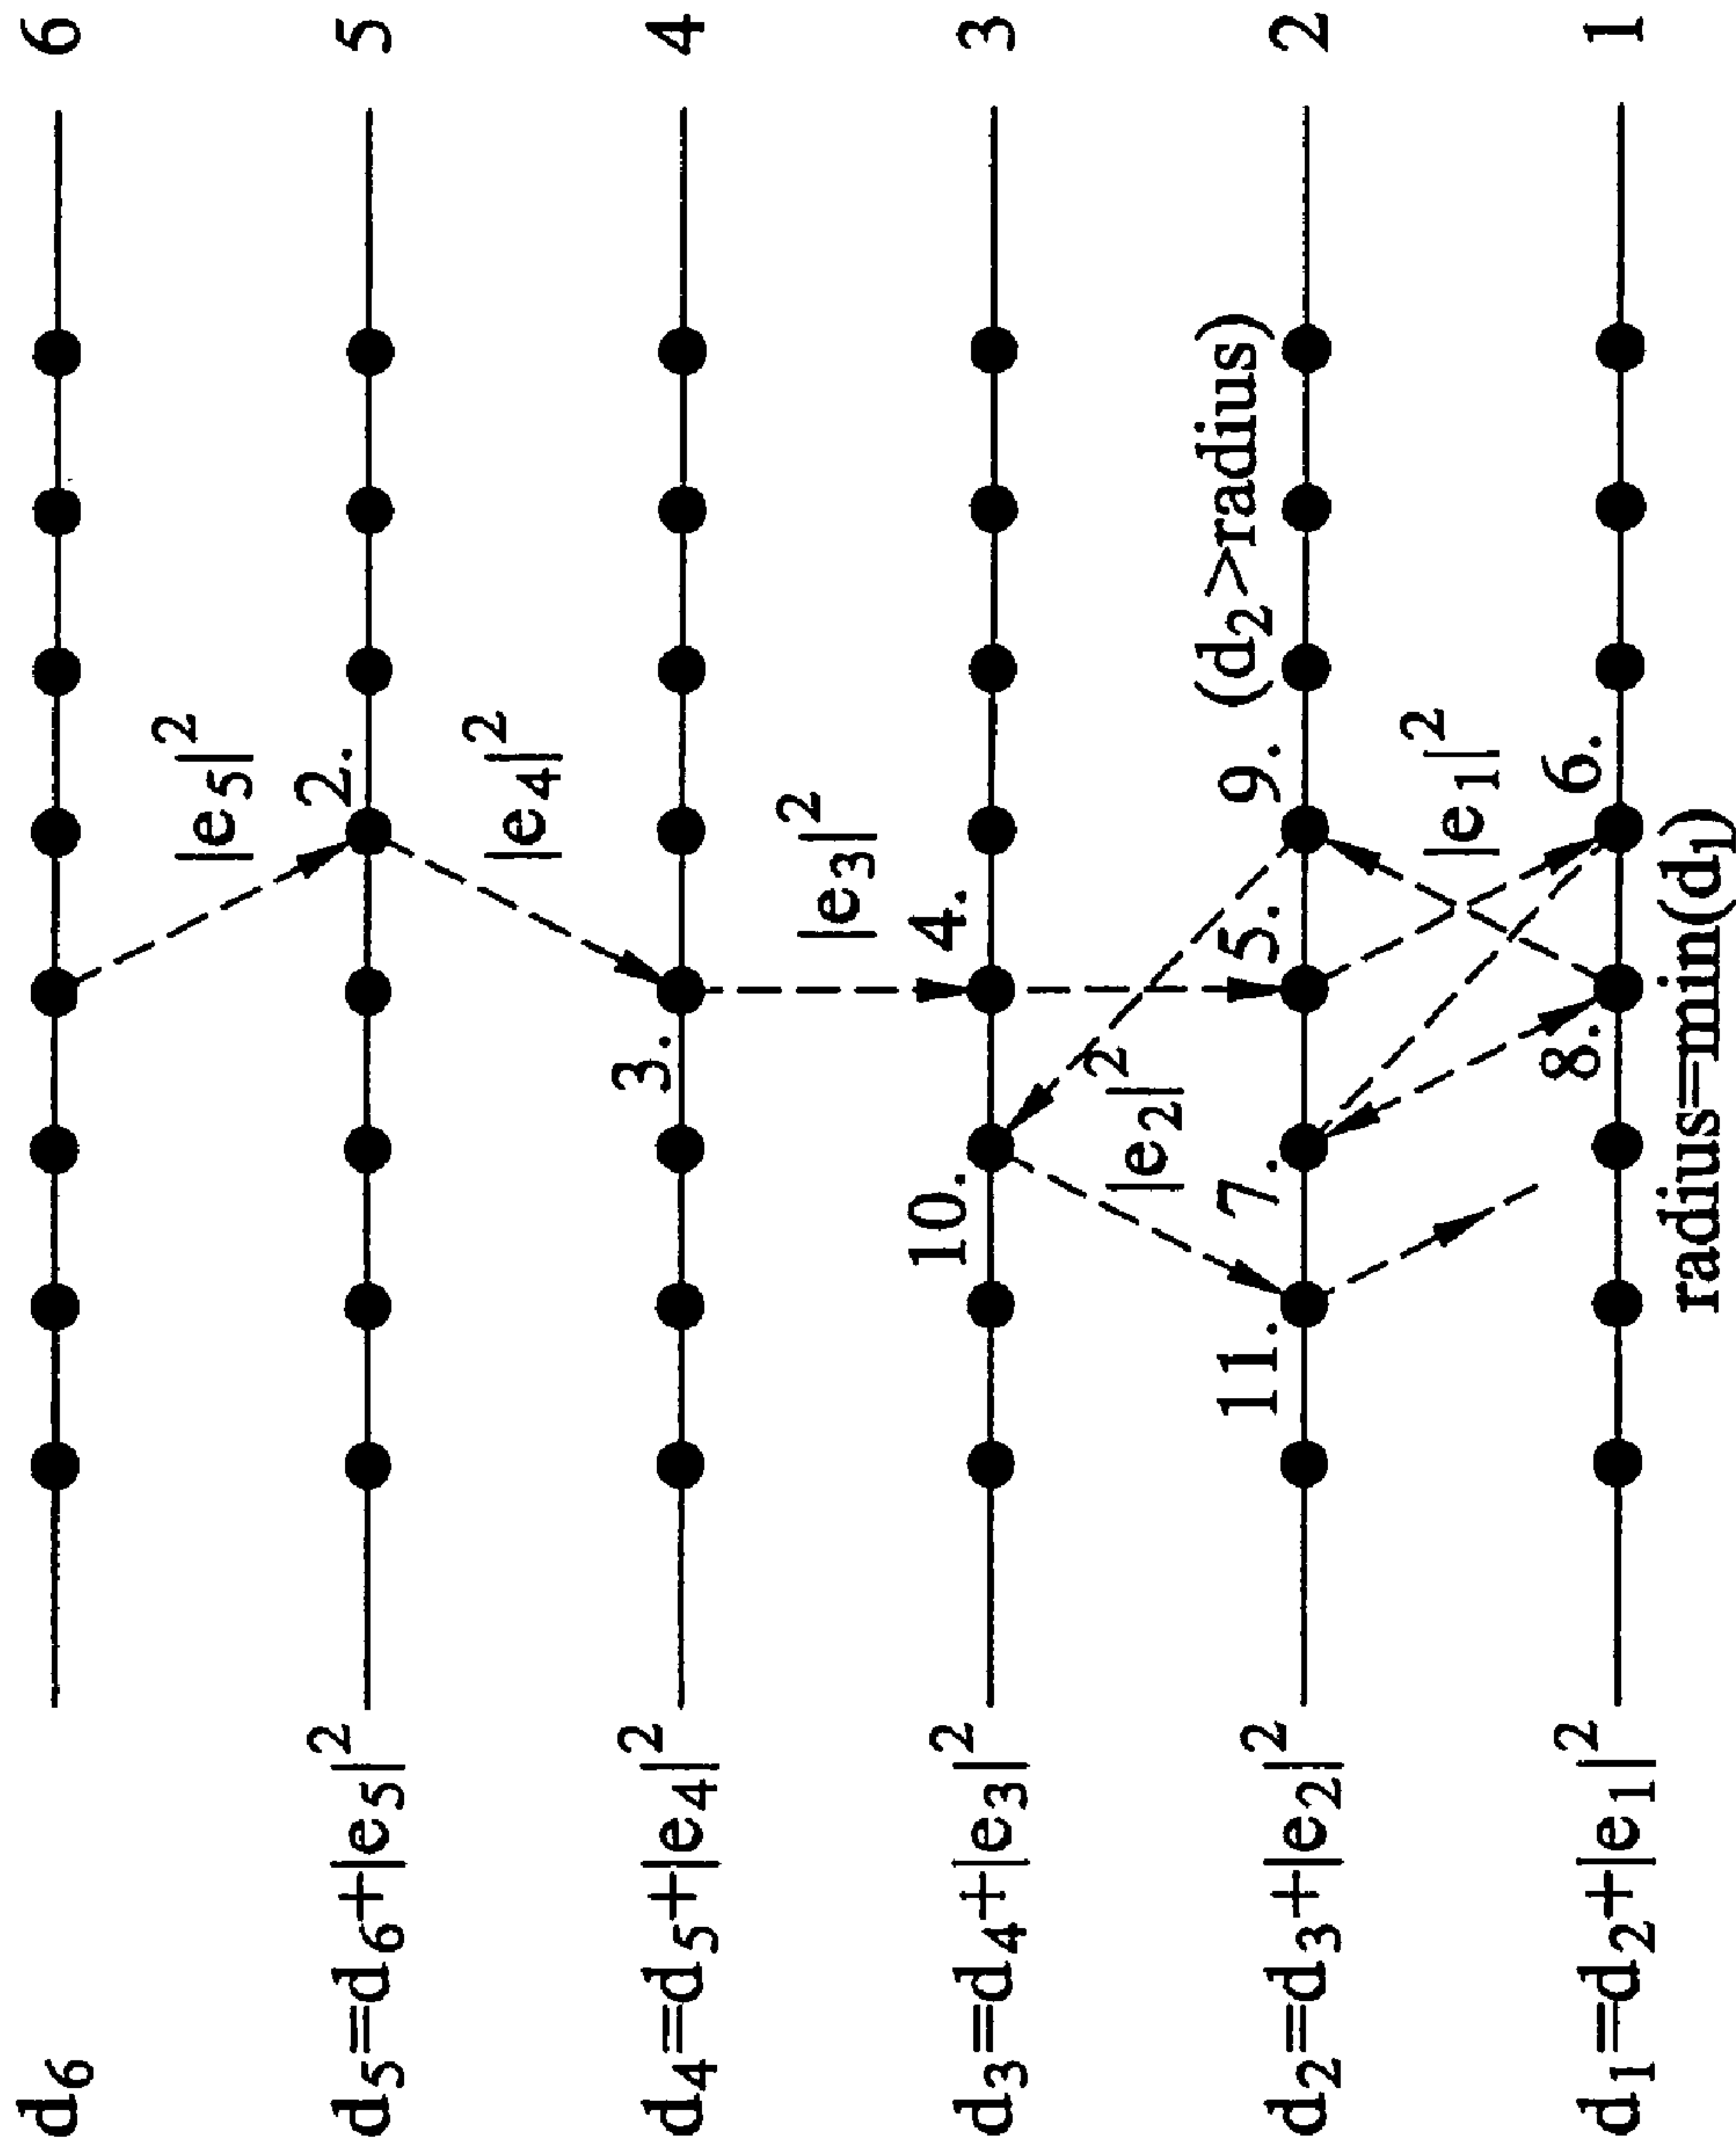 d₆
6
|e₅|²
d₅=d₆+|e₅|²
2.
5
|e₄|²
d₄=d₅+|e₄|²
3.
4
|e₃|²
d₃=d₄+|e₃|²
10.
4.
3
|e₂|²
d₂=d₃+|e₂|²
11.
7.
5.
9.
(d₂>radius)
2
|e₁|²
d₁=d₂+|e₁|²
8.
6.
1
radius=min(d₁)